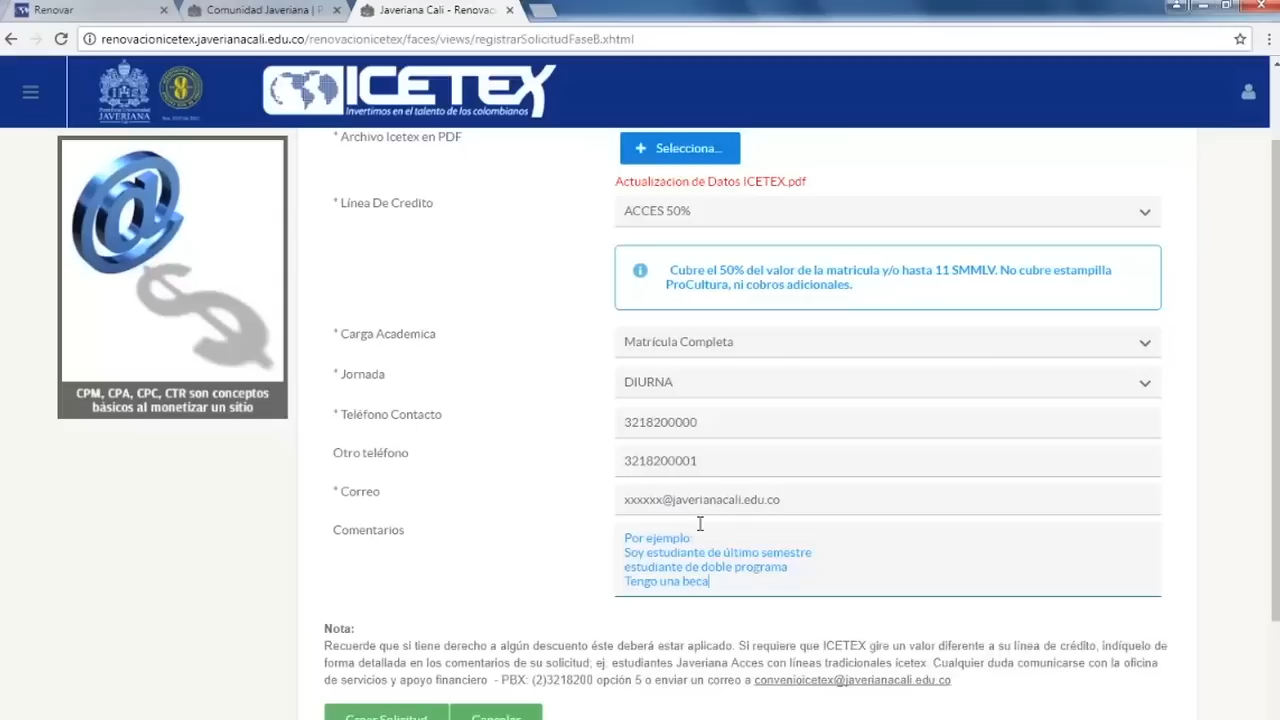 Renovar
Comunidad Javeriana | P
Javeriana Cali - Renovac
renovacionicetex.javerianacali.edu.co/renovacionicetex/faces/views/registrarSolicitudFaseB.xhtml
JAVERIANA
ICETEX
Invertimos en el talento de los colombianos
* Archivo Icetex en PDF
+ Selecciona...
Actualizacion de Datos ICETEX.pdf
* Línea De Credito
ACCES 50%
Cubre el 50% del valor de la matricula y/o hasta 11 SMMLV. No cubre estampilla
ProCultura, ni cobros adicionales.
CPM, CPA, CPC, CTR son conceptos
básicos al monetizar un sitio
* Carga Academica
Matrícula Completa
* Jornada
DIURNA
* Teléfono Contacto
3218200000
Otro teléfono
3218200001
* Correo
xxxxxx@javerianacali.edu.co
Comentarios
Por ejemplo:
Soy estudiante de último semestre
estudiante de doble programa
Tengo una beca
Nota:
Recuerde que si tiene derecho a algún descuento éste deberá estar aplicado. Si requiere que ICETEX gire un valor diferente a su línea de crédito, indíquelo de
forma detallada en los comentarios de su solicitud; ej. estudiantes Javeriana Acces con líneas tradicionales icetex. Cualquier duda comunicarse con la oficina
de servicios y apoyo financiero - PBX: (2)3218200 opción 5 o enviar un correo a convenioicetex@javerianacali.edu.co
Crear Solicitud
Cancelar